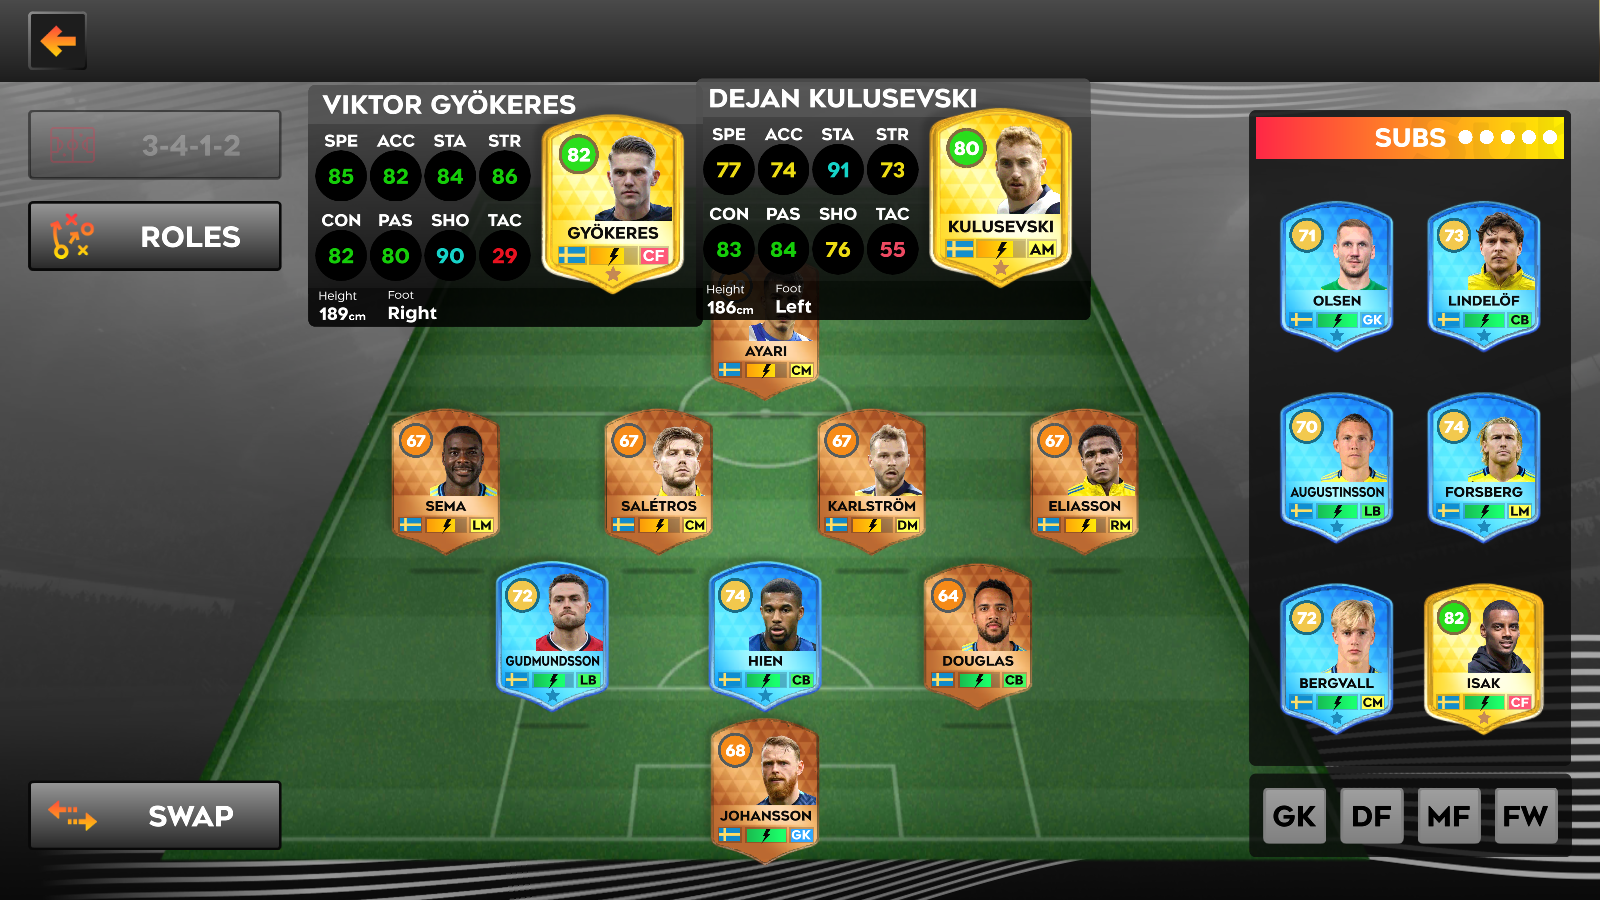 3-4-1-2
ROLES
VIKTOR GYÖKERES
SPE ACC STA STR
85 82 84 86
CON PAS SHO TAC
82 80 90 29
Height Foot
189cm Right
82
GYÖKERES
CF
DEJAN KULUSEVSKI
SPE ACC STA STR
77 74 91 73
CON PAS SHO TAC
83 84 76 55
Height Foot
186cm Left
80
KULUSEVSKI
AM
SUBS
71
OLSEN
GK
73
LINDELÖF
CB
70
AUGUSTINSSON
LB
74
FORSBERG
LM
72
BERGVALL
CM
82
ISAK
CF
AYARI
CM
67
SEMA
LM
67
SALÉTROS
CM
67
KARLSTRÖM
DM
67
ELIASSON
RM
72
GUDMUNDSSON
LB
74
HIEN
CB
64
DOUGLAS
CB
68
JOHANSSON
GK
SWAP
GK DF MF FW